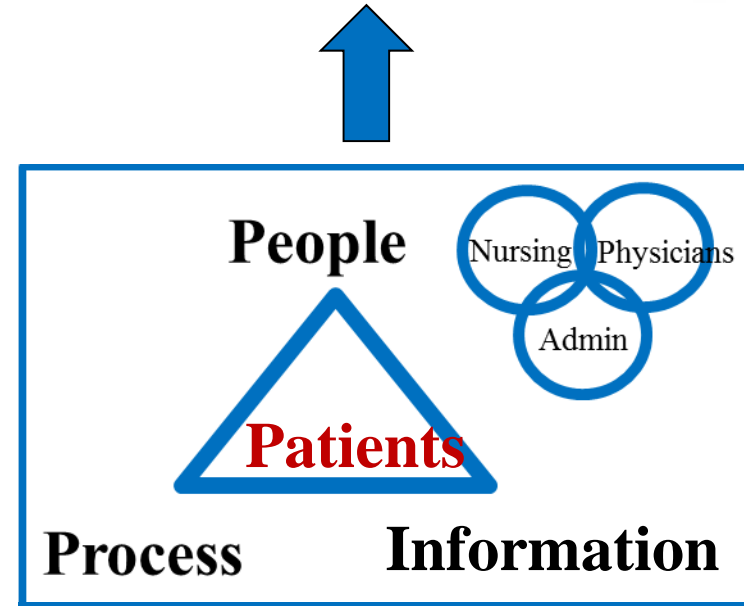 People
Nursing Physicians
Admin
Patients
Process
Information